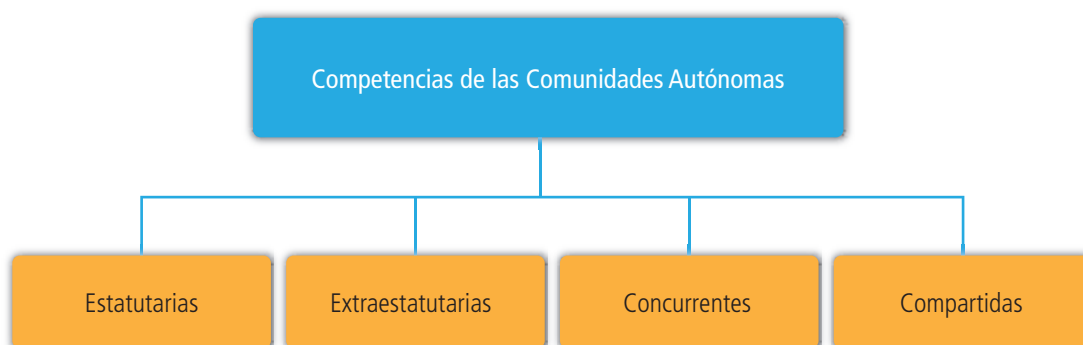 Competencias de las Comunidades Autónomas
Estatutarias
Extraestatutarias
Concurrentes
Compartidas